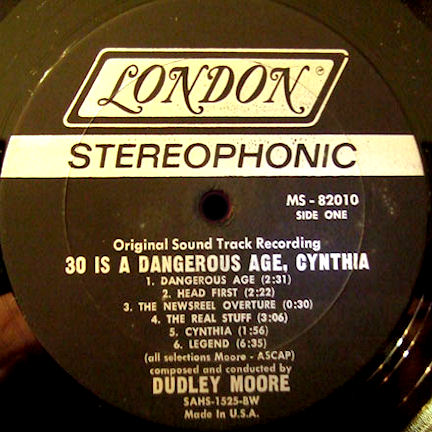 LONDON ®
STEREOPHONIC
MS - 82010
SIDE ONE
Original Sound Track Recording
30 IS A DANGEROUS AGE, CYNTHIA
1. DANGEROUS AGE (2:31)
2. HEAD FIRST (2:22)
3. THE NEWSREEL OVERTURE (0:30)
4. THE REAL STUFF (3:06)
5. CYNTHIA (1:56)
6. LEGEND (6:35)
(all selections Moore - ASCAP)
composed and conducted by
DUDLEY MOORE
SAHS-1525-BW
Made in U.S.A.